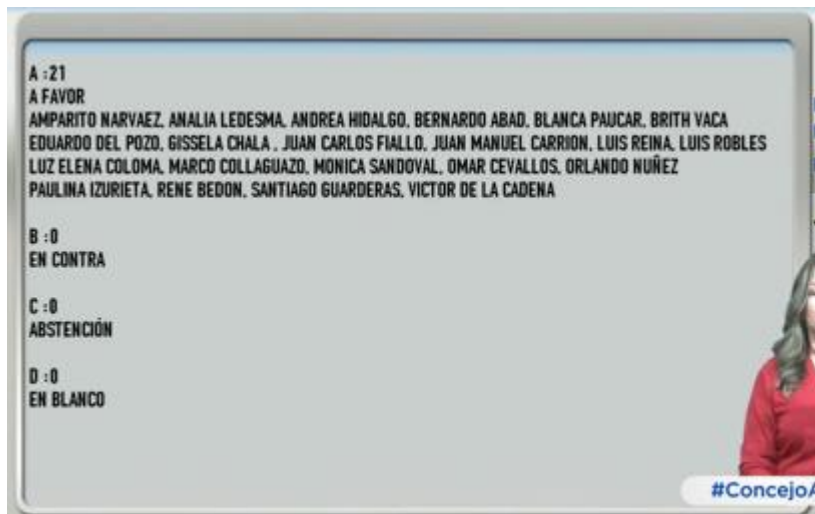 A :21
A FAVOR
AMPARITO NARVAEZ, ANALIA LEDESMA, ANDREA HIDALGO, BERNARDO ABAD, BLANCA PAUCAR, BRITH VACA
EDUARDO DEL POZO, GISSELA CHALA , JUAN CARLOS FIALLO, JUAN MANUEL CARRION, LUIS REINA, LUIS ROBLES
LUZ ELENA COLOMA, MARCO COLLAGUAZO, MONICA SANDOVAL, OMAR CEVALLOS, ORLANDO NUÑEZ
PAULINA IZURIETA, RENE BEDON, SANTIAGO GUARDERAS, VICTOR DE LA CADENA
B :0
EN CONTRA
C :0
ABSTENCIÓN
D :0
EN BLANCO
#ConcejoA